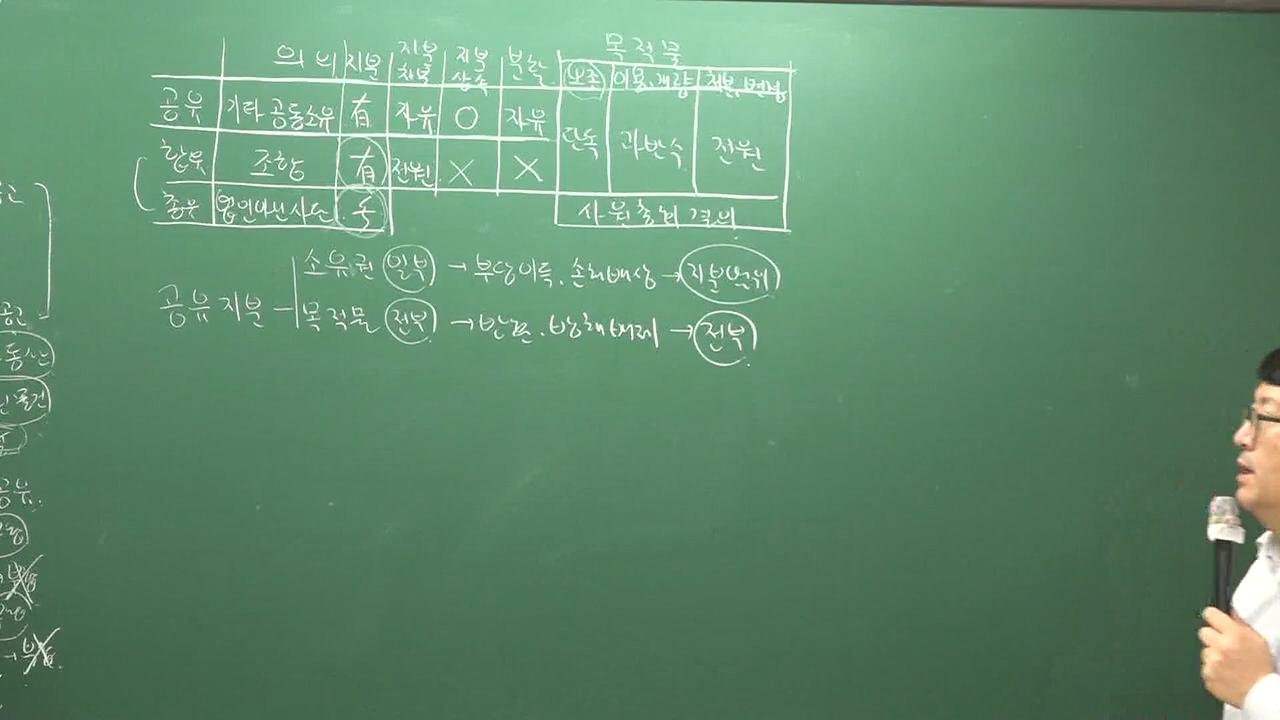 목적물
의의 지분 지분처분 지분상속 분할 보존 이용,개량 처분,변경
공유 기타 공동소유 有 자유 O 자유 단독 과반수 전원
합유 조합 有 전원 X X
총유 법인아닌사단 사원총회 결의
소유권 일부 → 부당이득.손해배상 → 지분범위
공유지분
목적물 전부 → 반환.방해배제 → 전부
동산
공유.